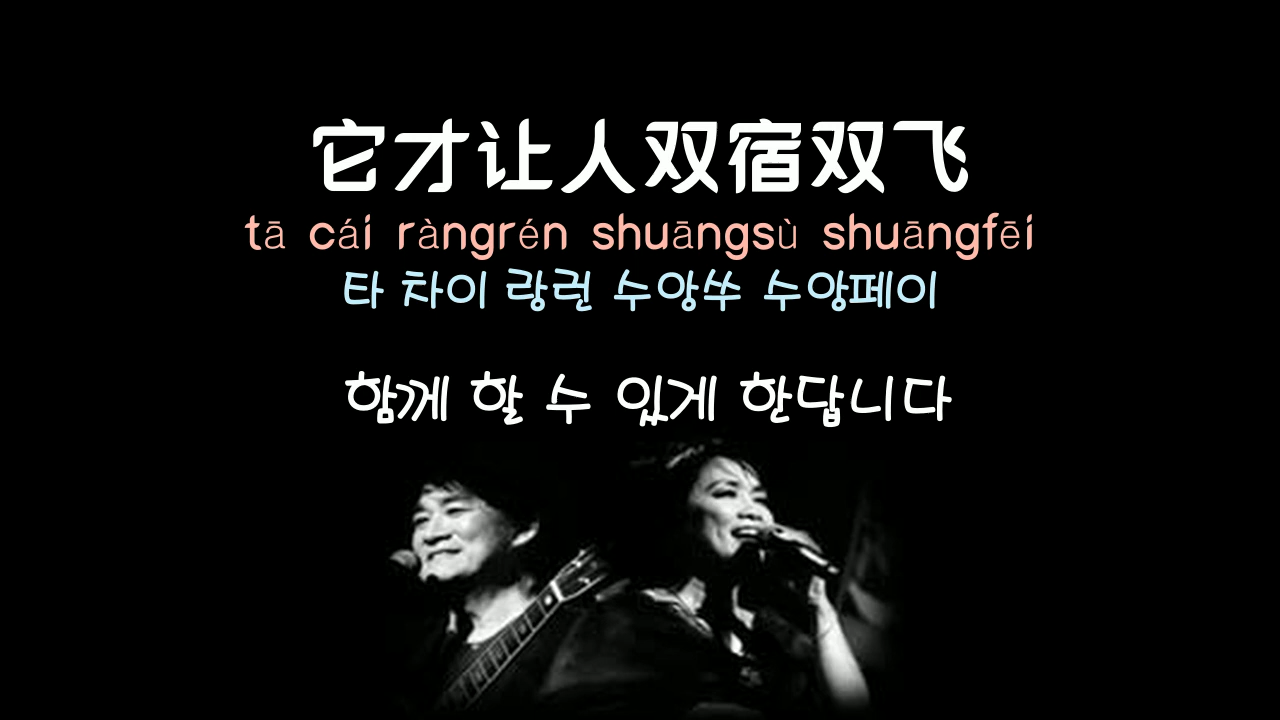 它才让人双宿双飞
tā cái ràngrén shuāngsù shuāngfēi
타 차이 랑런 수앙쑤 수앙페이
함께 할 수 있게 한답니다